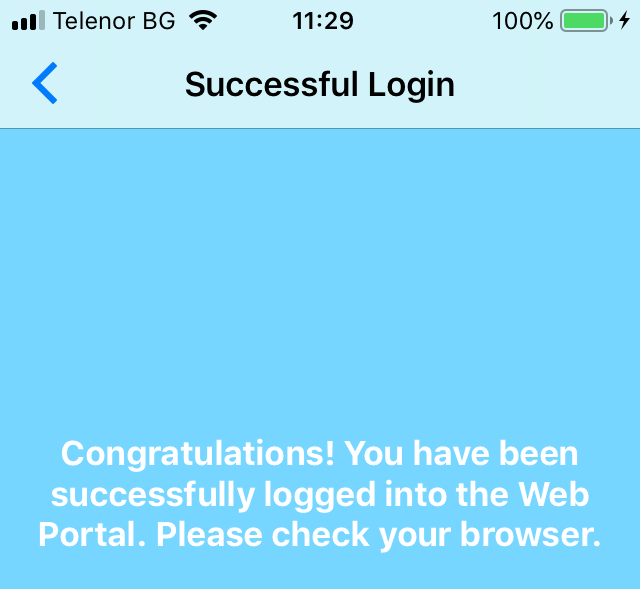 Telenor BG 11:29 100%
Successful Login
Congratulations! You have been
successfully logged into the Web
Portal. Please check your browser.